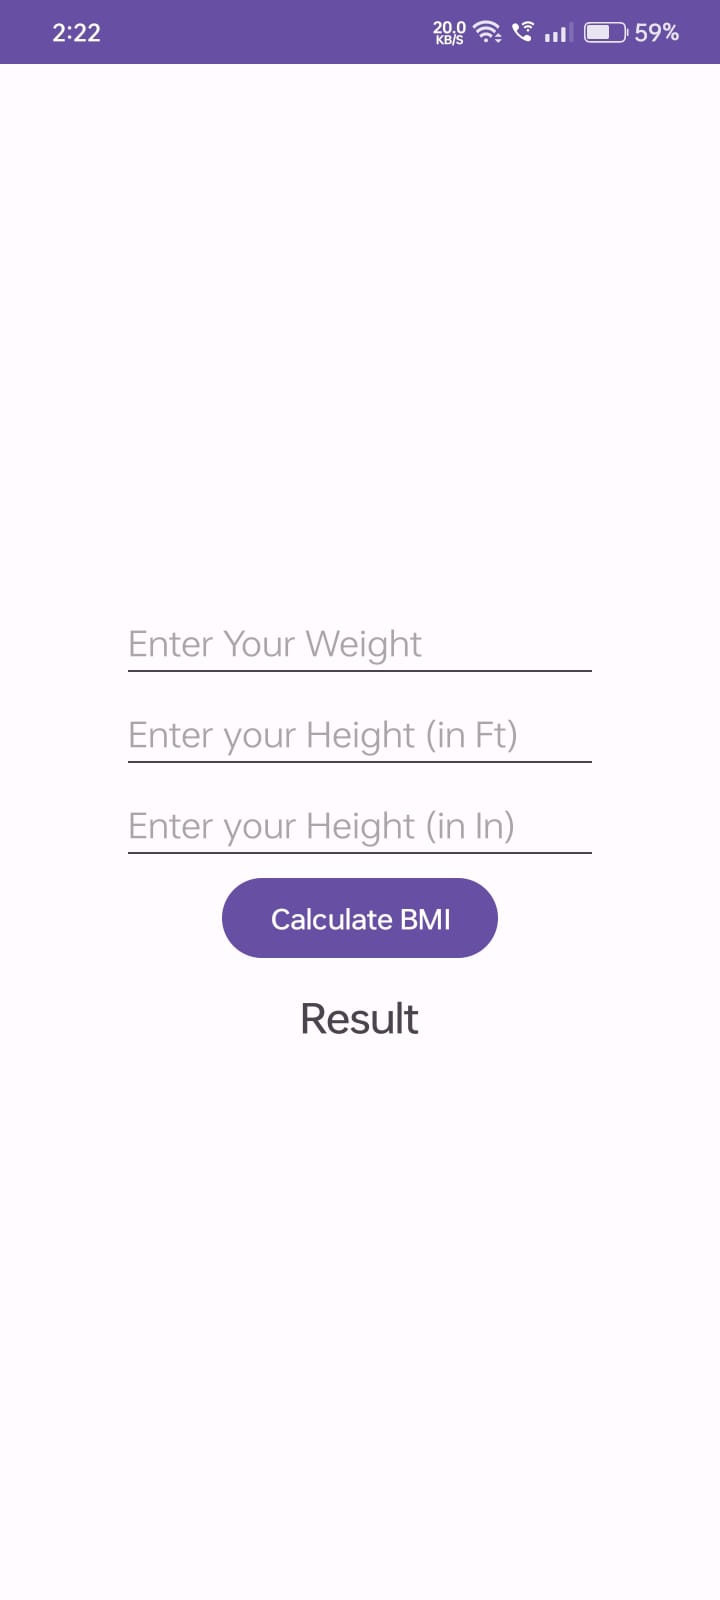 2:22 20.0 KB/S 59%
Enter Your Weight
Enter your Height (in Ft)
Enter your Height (in In)
Calculate BMI
Result